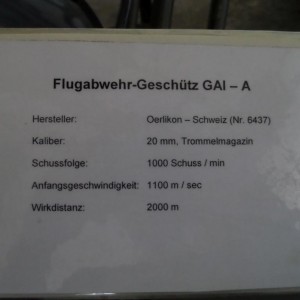 Flugabwehr-Geschütz GAI – A
Hersteller: Oerlikon – Schweiz (Nr. 6437)
Kaliber: 20 mm, Trommelmagazin
Schussfolge: 1000 Schuss / min
Anfangsgeschwindigkeit: 1100 m / sec
Wirkdistanz: 2000 m